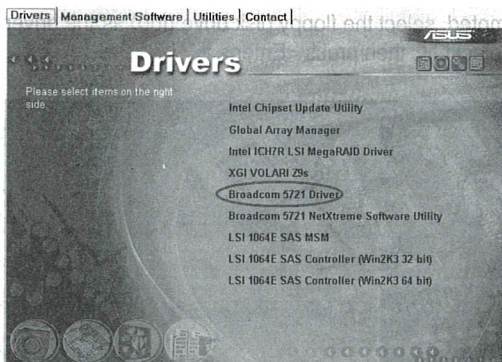 Drivers Management Software Utilities Contact
ASUS
Drivers
Please select items on the right
side.
Intel Chipset Update Utility
Global Array Manager
Intel ICH7R LSI MegaRAID Driver
XGI VOLARI Z9s
Broadcom 5721 Driver
Broadcom 5721 NetXtreme Software Utility
LSI 1064E SAS MSM
LSI 1064E SAS Controller (Win2K3 32 bit)
LSI 1064E SAS Controller (Win2K3 64 bit)